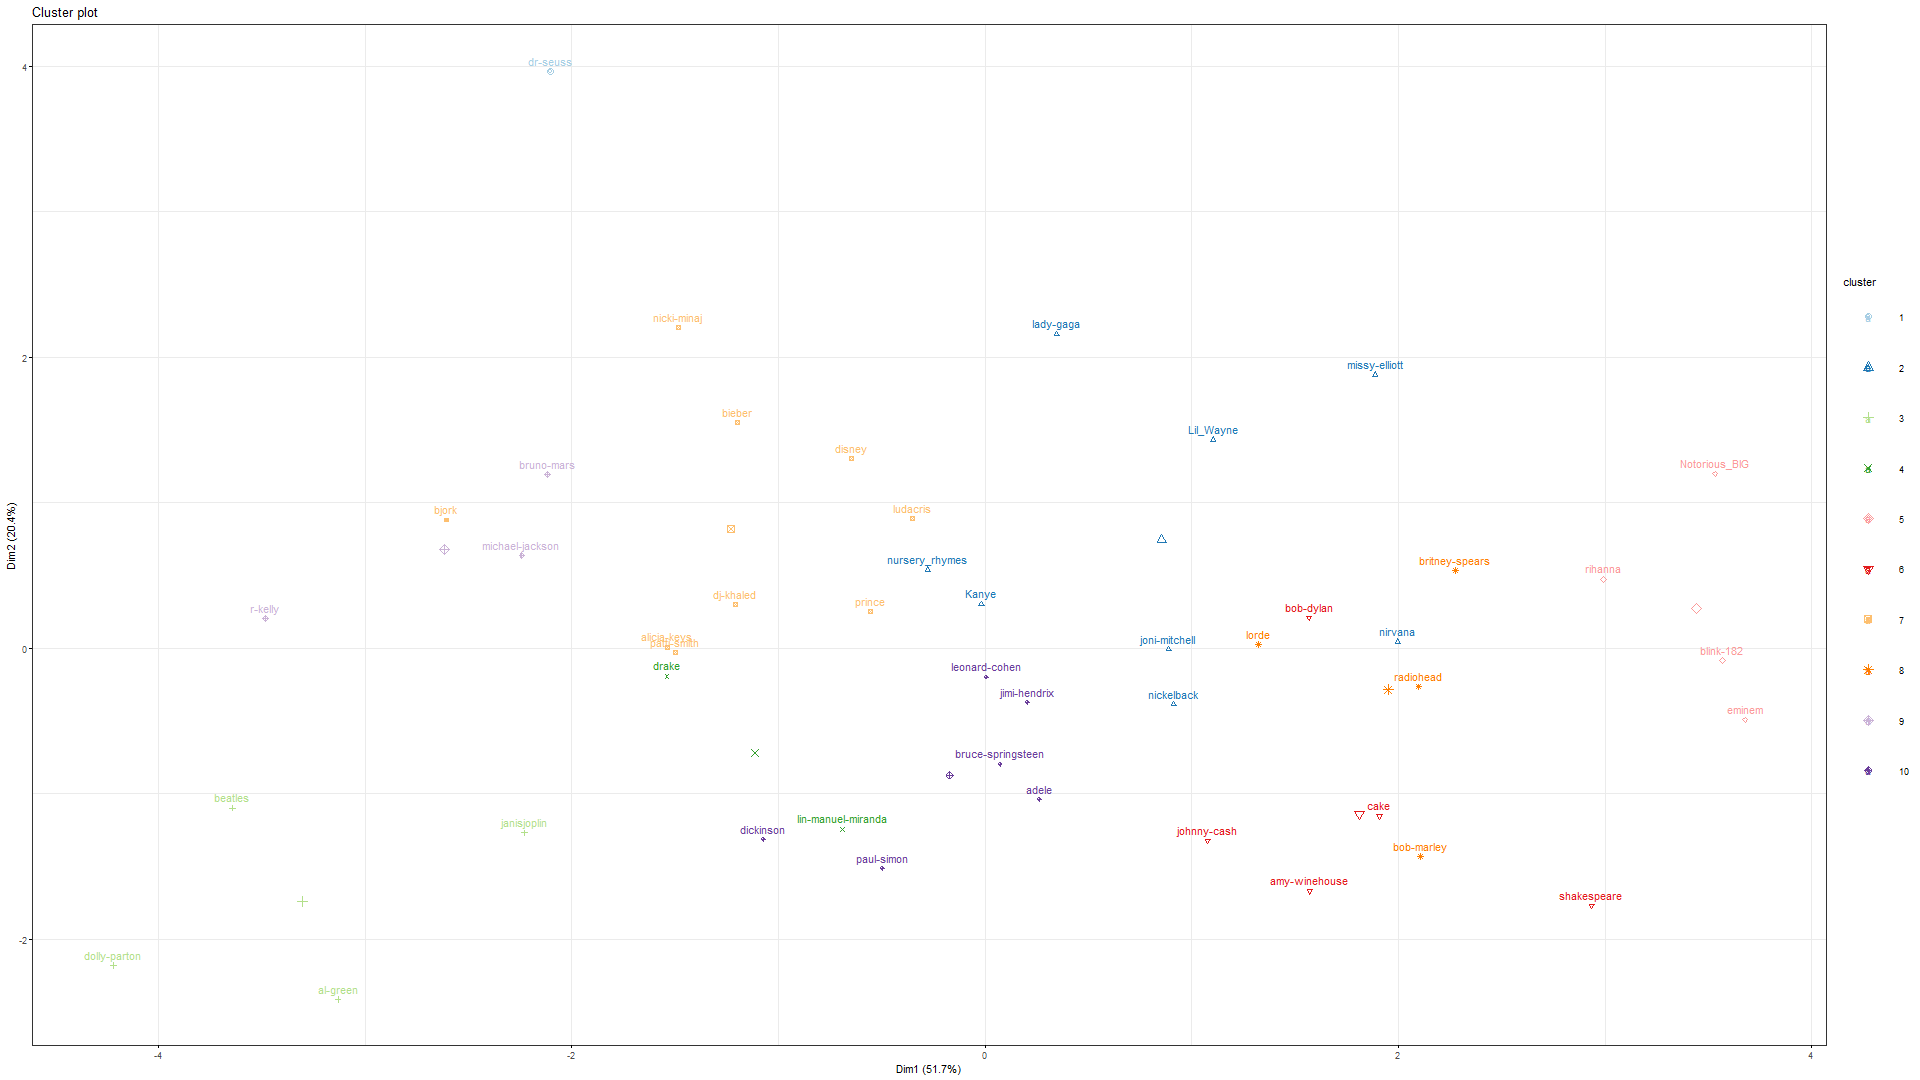 Cluster plot
dr-seuss
4
nicki-minaj
lady-gaga
2
missy-elliott
bieber
Lil_Wayne
disney
bruno-mars
Notorious_BIG
bjork
ludacris
michael-jackson
nursery_rhymes
britney-spears
rihanna
dj-khaled
Kanye
prince
r-kelly
bob-dylan
alicia-keys
patti-smith
joni-mitchell
lorde
nirvana
0
blink-182
drake
leonard-cohen
radiohead
jimi-hendrix
nickelback
eminem
bruce-springsteen
adele
beatles
cake
janisjoplin
lin-manuel-miranda
dickinson
johnny-cash
bob-marley
paul-simon
amy-winehouse
shakespeare
-2
dolly-parton
al-green
-4
-2
0
2
4
Dim1 (51.7%)
Dim2 (20.4%)
cluster
1
2
3
4
5
6
7
8
9
10